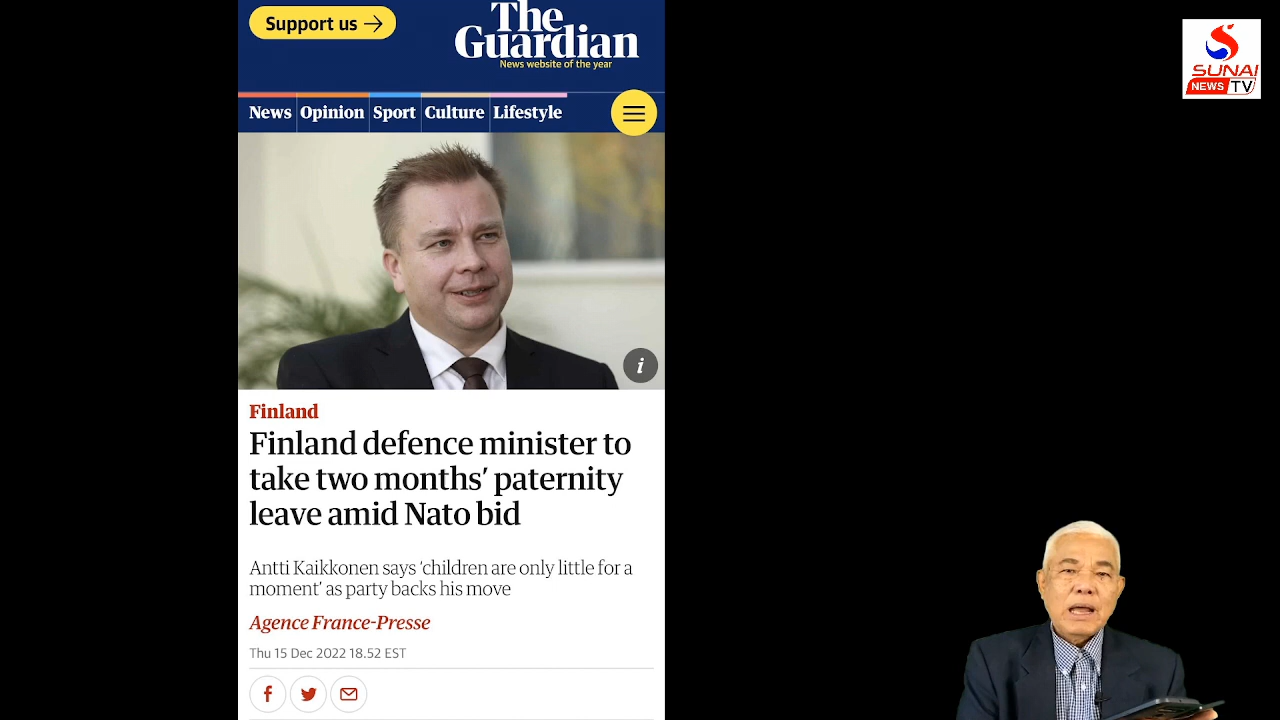 Support us
The
Guardian
News website of the year
News
Opinion
Sport
Culture
Lifestyle
i
Finland
Finland defence minister to
take two months’ paternity
leave amid Nato bid
Antti Kaikkonen says ‘children are only little for a
moment’ as party backs his move
Agence France-Presse
Thu 15 Dec 2022 18.52 EST
SUNAI
NEWS TV